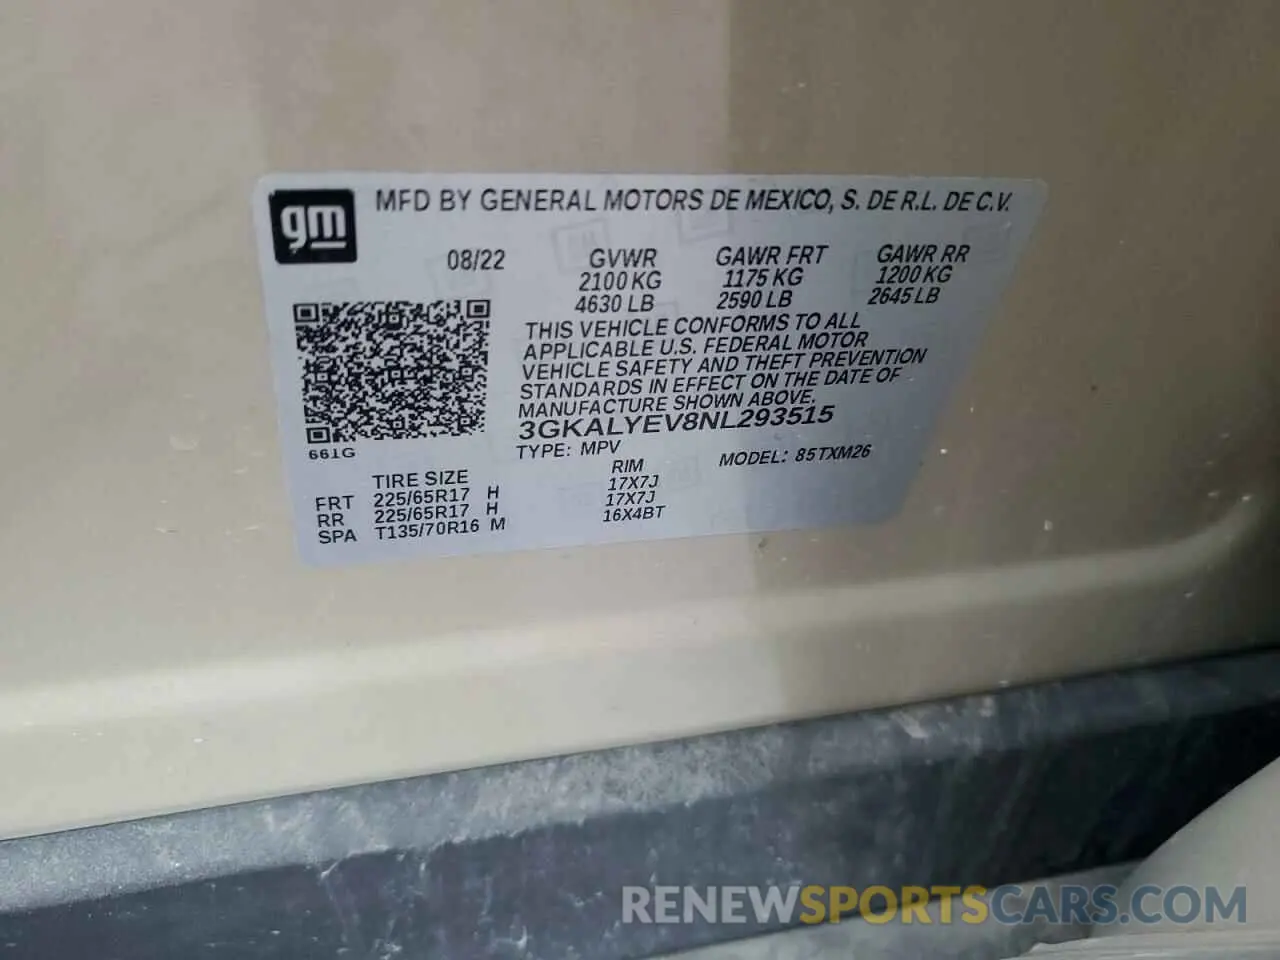 gm MFD BY GENERAL MOTORS DE MEXICO, S. DE R.L. DE C.V.
08/22 GVWR GAWR FRT GAWR RR
2100 KG 1175 KG 1200 KG
4630 LB 2590 LB 2645 LB
THIS VEHICLE CONFORMS TO ALL
APPLICABLE U.S. FEDERAL MOTOR
VEHICLE SAFETY AND THEFT PREVENTION
STANDARDS IN EFFECT ON THE DATE OF
MANUFACTURE SHOWN ABOVE.
3GKALYEV8NL293515
661G
TYPE: MPV MODEL: 85TXM26
TIRE SIZE RIM
FRT 225/65R17 H 17X7J
RR 225/65R17 H 17X7J
SPA T135/70R16 M 16X4BT
RENEWSPORTSCARS.COM